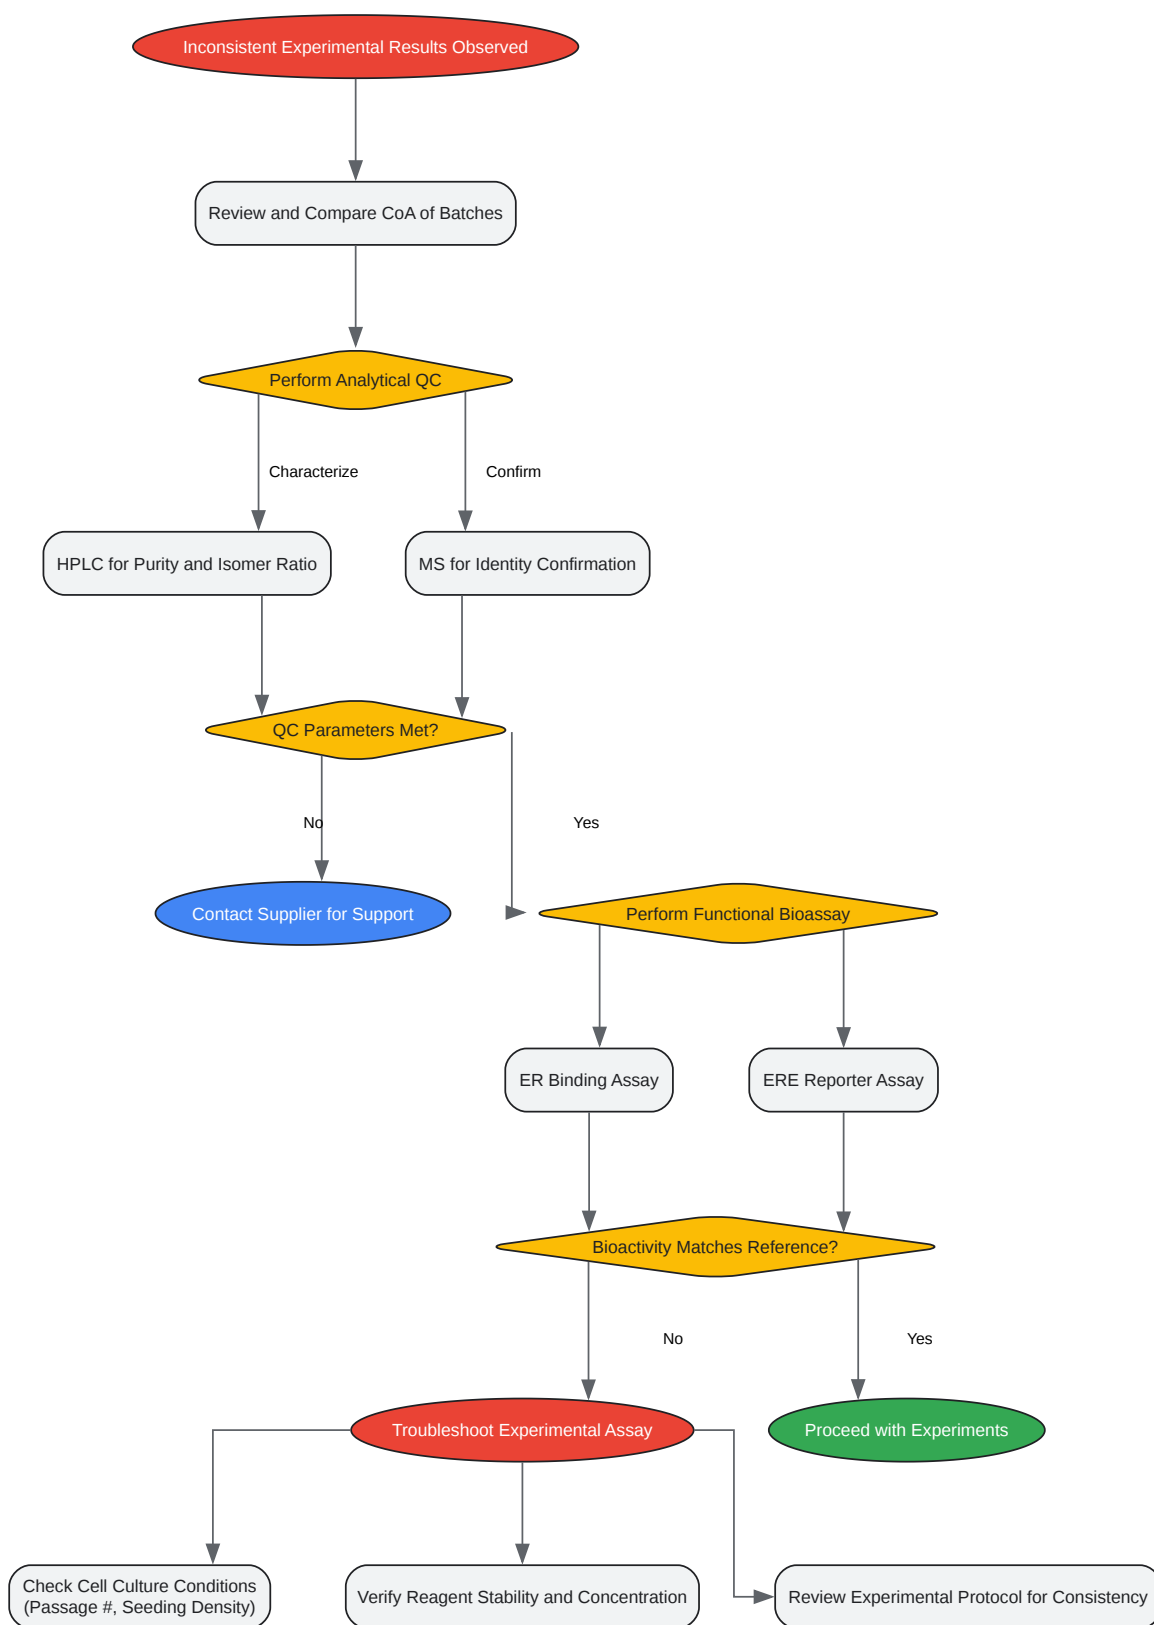 Inconsistent Experimental Results Observed
Review and Compare CoA of Batches
Perform Analytical QC
Characterize
Confirm
HPLC for Purity and Isomer Ratio
MS for Identity Confirmation
QC Parameters Met?
No
Yes
Contact Supplier for Support
Perform Functional Bioassay
ER Binding Assay
ERE Reporter Assay
Bioactivity Matches Reference?
No
Yes
Troubleshoot Experimental Assay
Proceed with Experiments
Check Cell Culture Conditions
(Passage #, Seeding Density)
Verify Reagent Stability and Concentration
Review Experimental Protocol for Consistency